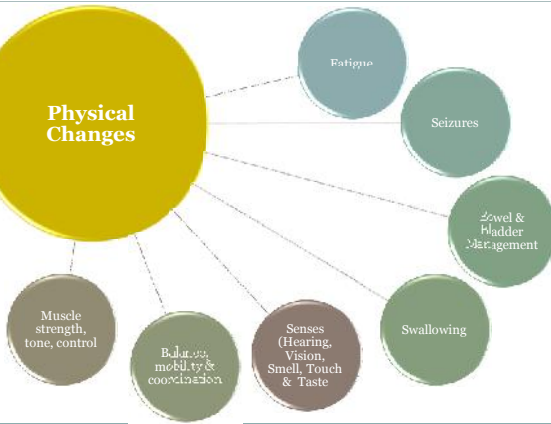 Physical
Changes
Fatigue
Seizures
Bowel &
Bladder
Management
Swallowing
Senses
(Hearing,
Vision,
Smell, Touch
& Taste
Balance,
mobility &
coordination
Muscle
strength,
tone, control